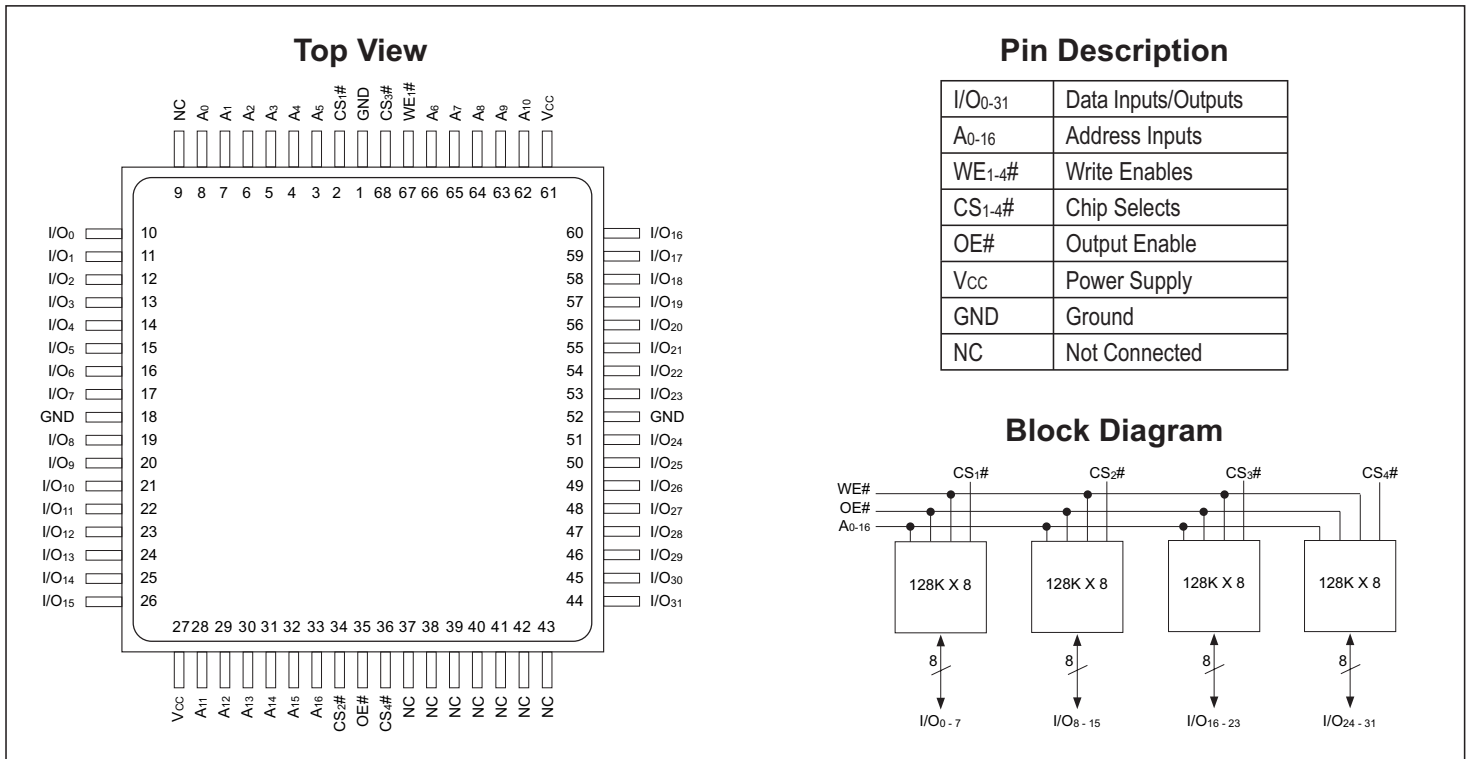 Top View
NC A0 A1 A2 A3 A4 A5 CS1# GND CS3# WE1# A6 A7 A8 A9 A10 VCC
9 8 7 6 5 4 3 2 1 68 67 66 65 64 63 62 61
I/O0 10
I/O1 11
I/O2 12
I/O3 13
I/O4 14
I/O5 15
I/O6 16
I/O7 17
GND 18
I/O8 19
I/O9 20
I/O10 21
I/O11 22
I/O12 23
I/O13 24
I/O14 25
I/O15 26
60 I/O16
59 I/O17
58 I/O18
57 I/O19
56 I/O20
55 I/O21
54 I/O22
53 I/O23
52 GND
51 I/O24
50 I/O25
49 I/O26
48 I/O27
47 I/O28
46 I/O29
45 I/O30
44 I/O31
27 28 29 30 31 32 33 34 35 36 37 38 39 40 41 42 43
VCC A11 A12 A13 A14 A15 A16 CS2# OE# CS4# NC NC NC NC NC NC NC
Pin Description
I/O0-31 Data Inputs/Outputs
A0-16 Address Inputs
WE1-4# Write Enables
CS1-4# Chip Selects
OE# Output Enable
VCC Power Supply
GND Ground
NC Not Connected
Block Diagram
CS1# CS2# CS3# CS4#
WE#
OE#
A0-16
128K X 8 128K X 8 128K X 8 128K X 8
8 8 8 8
I/O0 - 7 I/O8 - 15 I/O16 - 23 I/O24 - 31